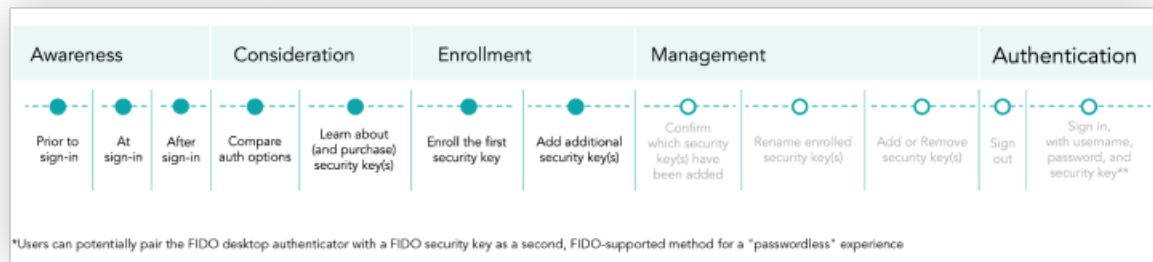 Awareness
Consideration
Enrollment
Management
Authentication
Prior to
sign-in
At
sign-in
After
sign-in
Compare
auth options
Learn about
(and purchase)
security key(s)
Enroll the first
security key
Add additional
security key(s)
Confirm
which security
key(s) have
been added
Rename enrolled
security key(s)
Add or Remove
security key(s)
Sign
out
Sign in,
with username,
password, and
security key**
*Users can potentially pair the FIDO desktop authenticator with a FIDO security key as a second, FIDO-supported method for a "passwordless" experience